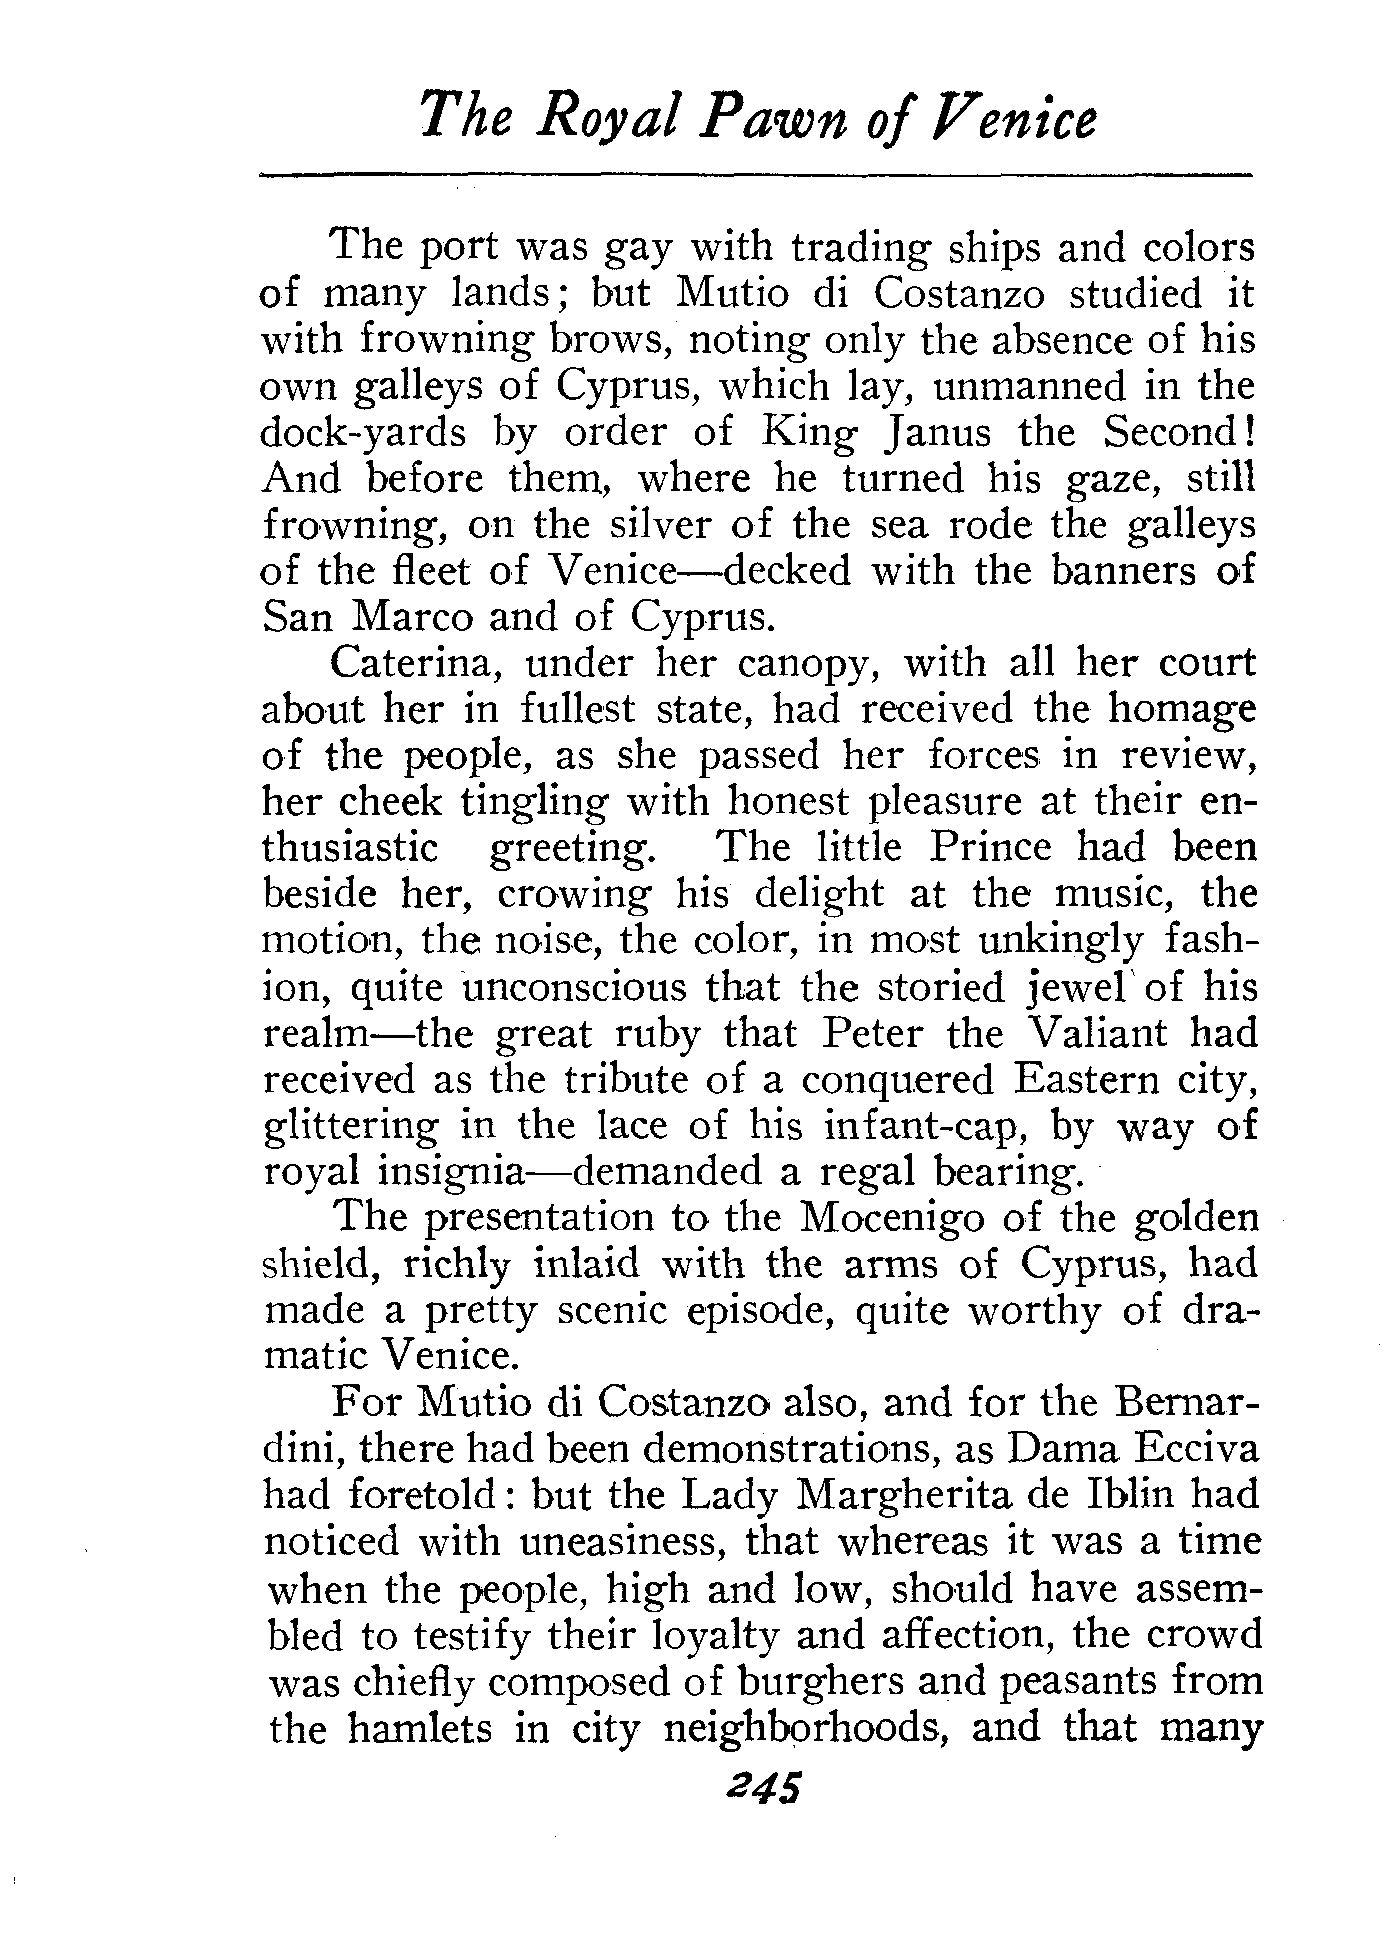 The Royal Pawn of Venice
The port was gay with trading ships and colors
of many lands; but Mutio di Costanzo studied it
with frowning brows, noting only the absence of his
own galleys of Cyprus, which lay, unmanned in the
dock-yards by order of King Janus the Second!
And before them, where he turned his gaze, still
frowning, on the silver of the sea rode the galleys
of the fleet of Venice—decked with the banners of
San Marco and of Cyprus.
Caterina, under her canopy, with all her court
about her in fullest state, had received the homage
of the people, as she passed her forces in review,
her cheek tingling with honest pleasure at their en-
thusiastic greeting. The little Prince had been
beside her, crowing his delight at the music, the
motion, the noise, the color, in most unkingly fash-
ion, quite unconscious that the storied jewel of his
realm—the great ruby that Peter the Valiant had
received as the tribute of a conquered Eastern city,
glittering in the lace of his infant-cap, by way of
royal insignia—demanded a regal bearing.
The presentation to the Mocenigo of the golden
shield, richly inlaid with the arms of Cyprus, had
made a pretty scenic episode, quite worthy of dra-
matic Venice.
For Mutio di Costanzo also, and for the Bernar-
dini, there had been demonstrations, as Dama Ecciva
had foretold: but the Lady Margherita de Iblin had
noticed with uneasiness, that whereas it was a time
when the people, high and low, should have assem-
bled to testify their loyalty and affection, the crowd
was chiefly composed of burghers and peasants from
the hamlets in city neighborhoods, and that many
245